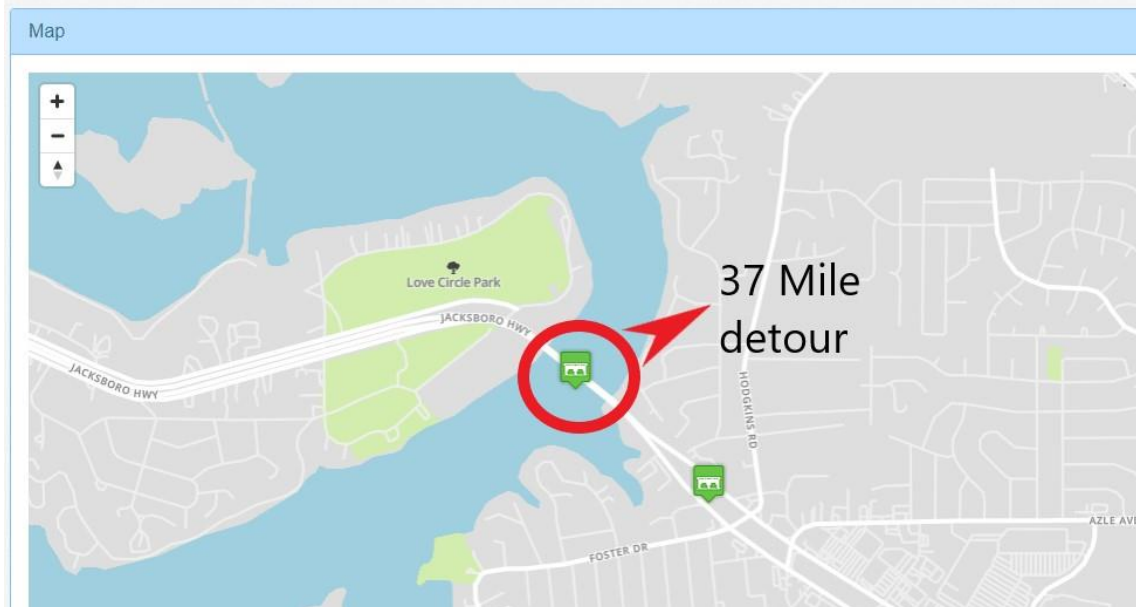 Map
+
−
Love Circle Park
JACKSBORO HWY
37 Mile
detour
JACKSBORO HWY
HODGKINS RD
AZLE AVE
FOSTER DR